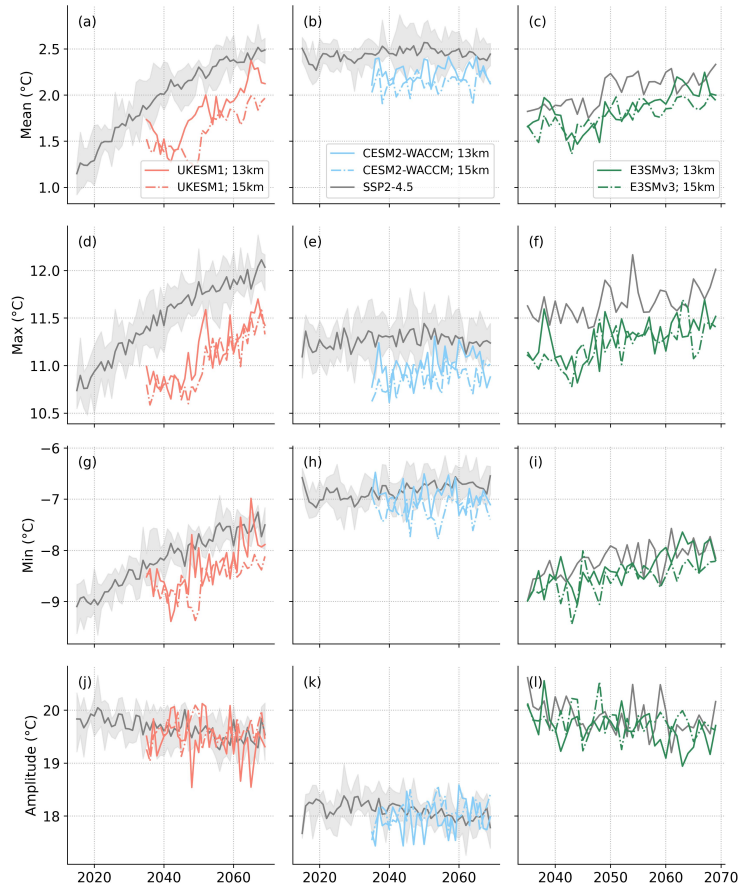 (a)
(b)
(c)
2.5
2.0
1.5
1.0
Mean (°C)
UKESM1; 13km
UKESM1; 15km
CESM2-WACCM; 13km
CESM2-WACCM; 15km
SSP2-4.5
E3SMv3; 13km
E3SMv3; 15km
(d)
(e)
(f)
12.0
11.5
11.0
10.5
Max (°C)
(g)
(h)
(i)
−6
−7
−8
−9
Min (°C)
(j)
(k)
(l)
20
19
18
Amplitude (°C)
2020 2040 2060
2020 2040 2060
2040 2050 2060 2070